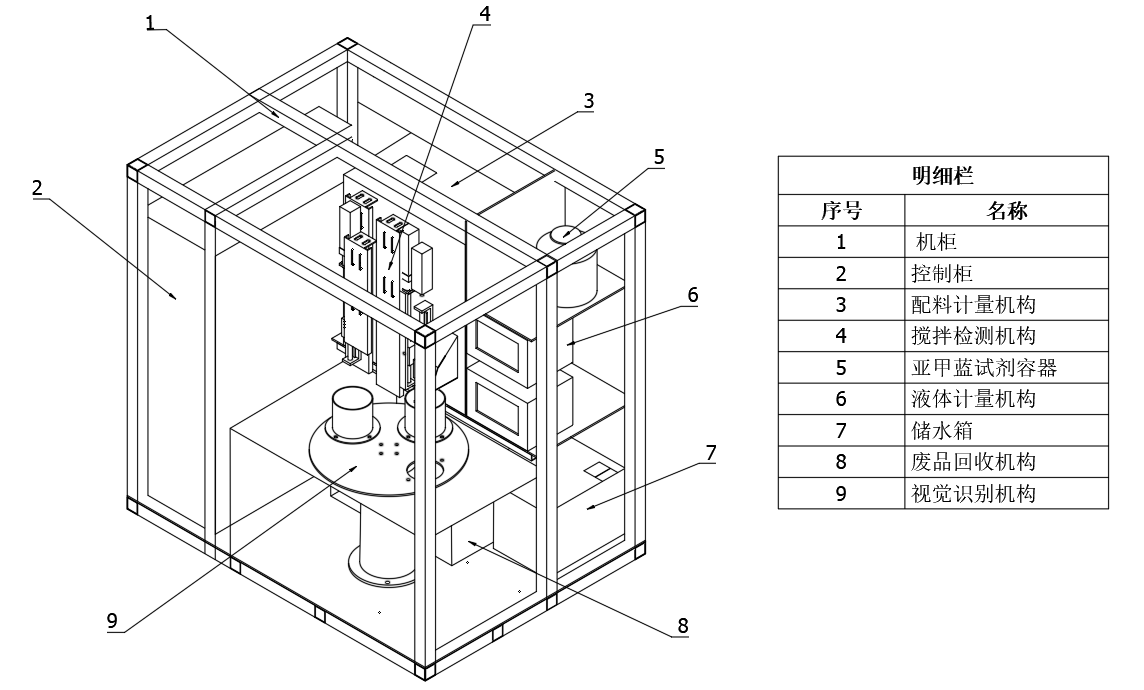 4
1
3
5
2
6
7
9
8
明细栏
序号 名称
1 机柜
2 控制柜
3 配料计量机构
4 搅拌检测机构
5 亚甲蓝试剂容器
6 液体计量机构
7 储水箱
8 废品回收机构
9 视觉识别机构